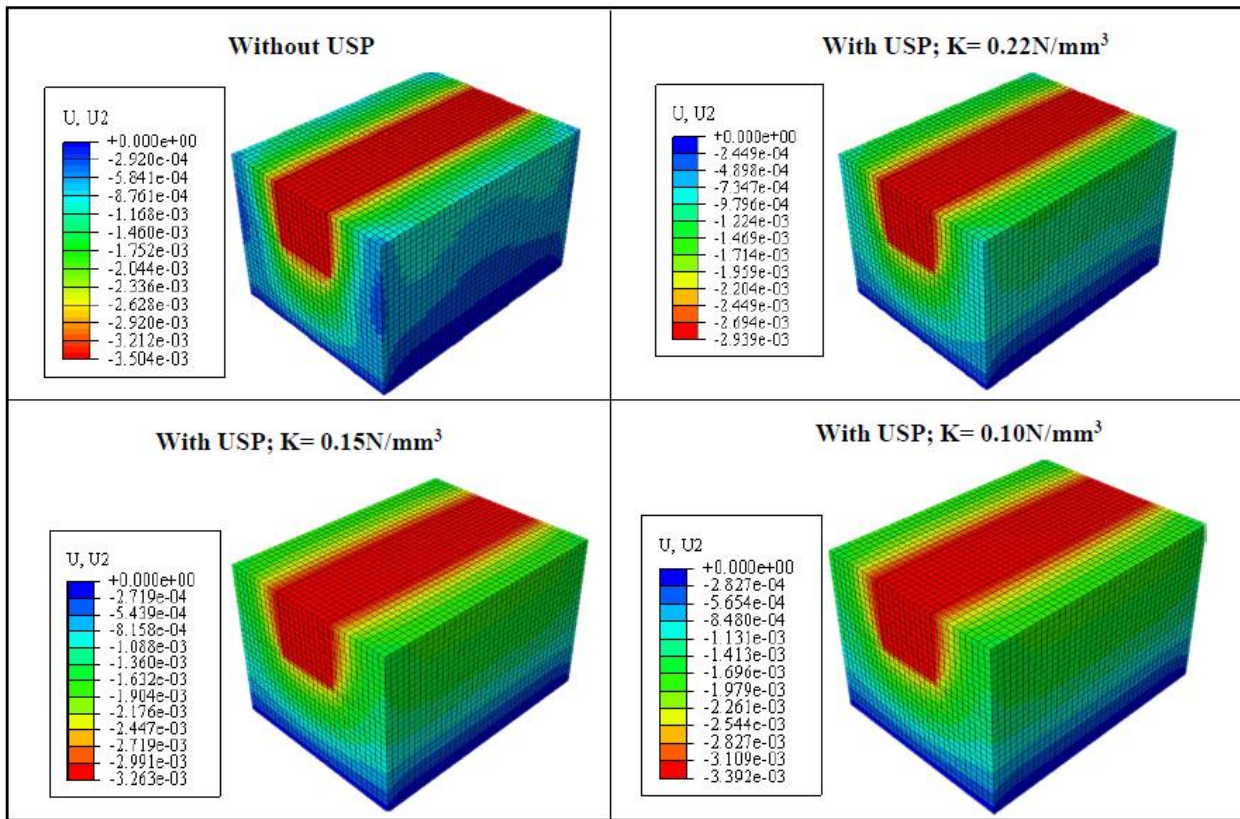 Without USP
U, U2
+0.000e+00
-2.920e-04
-5.841e-04
-8.761e-04
-1.168e-03
-1.460e-03
-1.752e-03
-2.044e-03
-2.336e-03
-2.628e-03
-2.920e-03
-3.212e-03
-3.504e-03
With USP; K= 0.22N/mm³
U, U2
+0.000e+00
-2.449e-04
-4.898e-04
-7.347e-04
-9.796e-04
-1.224e-03
-1.469e-03
-1.714e-03
-1.959e-03
-2.204e-03
-2.449e-03
-2.694e-03
-2.939e-03
With USP; K= 0.15N/mm³
U, U2
+0.000e+00
-2.719e-04
-5.439e-04
-8.158e-04
-1.088e-03
-1.360e-03
-1.632e-03
-1.904e-03
-2.176e-03
-2.447e-03
-2.719e-03
-2.991e-03
-3.263e-03
With USP; K= 0.10N/mm³
U, U2
+0.000e+00
-2.827e-04
-5.654e-04
-8.480e-04
-1.131e-03
-1.413e-03
-1.696e-03
-1.979e-03
-2.261e-03
-2.544e-03
-2.827e-03
-3.109e-03
-3.392e-03